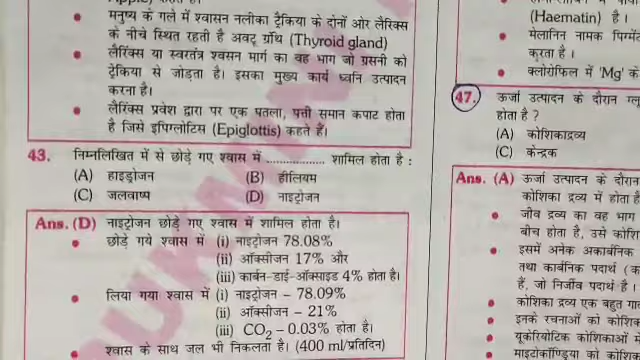 मनुष्य के गले में श्वासन नलीका ट्रैकिया के दोनों ओर लैरिक्स
के नीचे स्थित रहती है अवटू ग्रंथि (Thyroid gland)
लैरिंक्स या स्वरतंत्र श्वसन मार्ग का वह भाग जो ग्रसनी को
ट्रेकिया से जोड़ता है। इसका मुख्य कार्य ध्वनि उत्पादन
करना है।
लैरिंक्स प्रवेश द्वारा पर एक पतला, पत्ती समान कपाट होता
है जिसे इपिग्लोटिस (Epiglottis) कहते हैं।
43. निम्नलिखित में से छोड़े गए श्वास में .................. शामिल होता है :
(A) हाइड्रोजन (B) हीलियम
(C) जलवाष्प (D) नाइट्रोजन
Ans. (D) नाइट्रोजन छोड़े गए श्वास में शामिल होता है।
छोड़े गये श्वास में (i) नाइट्रोजन 78.08%
(ii) ऑक्सीजन 17% और
(iii) कार्बन-डाई-ऑक्साइड 4% होता है।
लिया गया श्वास में (i) नाइट्रोजन – 78.09%
(ii) ऑक्सीजन – 21%
(iii) CO₂ – 0.03% होता है।
श्वास के साथ जल भी निकलता है। (400 ml/प्रतिदिन)
(Haematin) है।
मेलानिन नामक पिग्मेंट
करता है।
क्लोरोफिल में 'Mg' के
47. ऊर्जा उत्पादन के दौरान
होता है ?
(A) कोशिकाद्रव्य
(C) केन्द्रक
Ans. (A) ऊर्जा उत्पादन के दौरान
कोशिका द्रव्य में होता है
जीव द्रव्य का वह भाग
बीच होता है, उसे कोशि
इसमें अनेक अकार्बनिक
तथा कार्बनिक पदार्थ
हैं, जो निर्जीव पदार्थ है।
कोशिका द्रव्य एक बहुत
इनके रचनाओं को कोशिक
यूकेरियोटिक कोशिकाओं
माइटोकॉण्ड्रिया का कोशिक